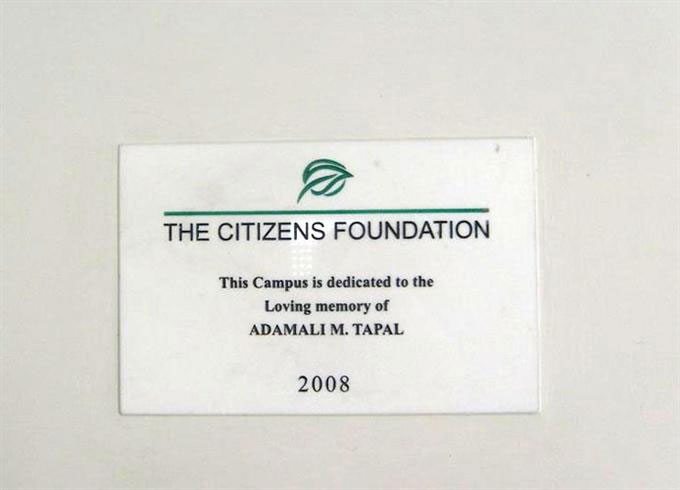 THE CITIZENS FOUNDATION
This Campus is dedicated to the
Loving memory of
ADAMALI M. TAPAL
2008